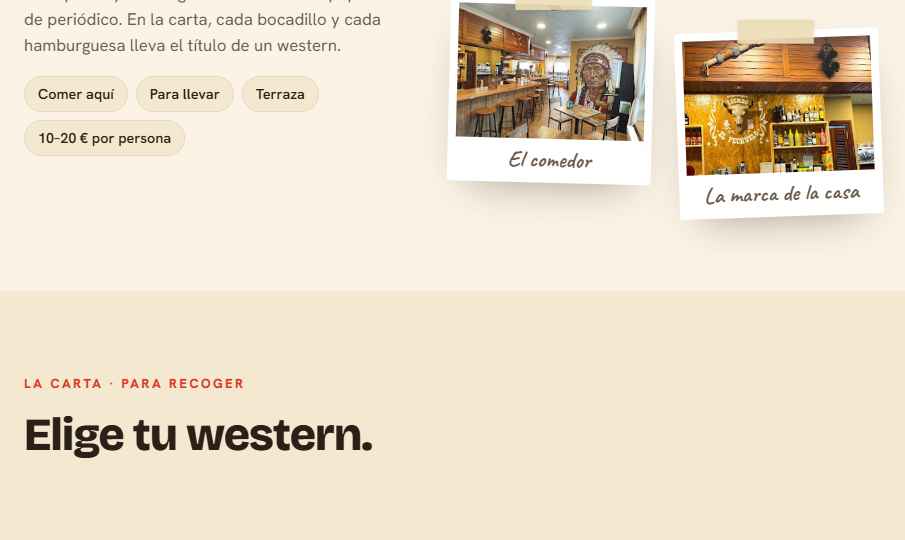 de periódico. En la carta, cada bocadillo y cada
hamburguesa lleva el título de un western.
Comer aquí
Para llevar
Terraza
10–20 € por persona
El comedor
La marca de la casa
LA CARTA · PARA RECOGER
Elige tu western.